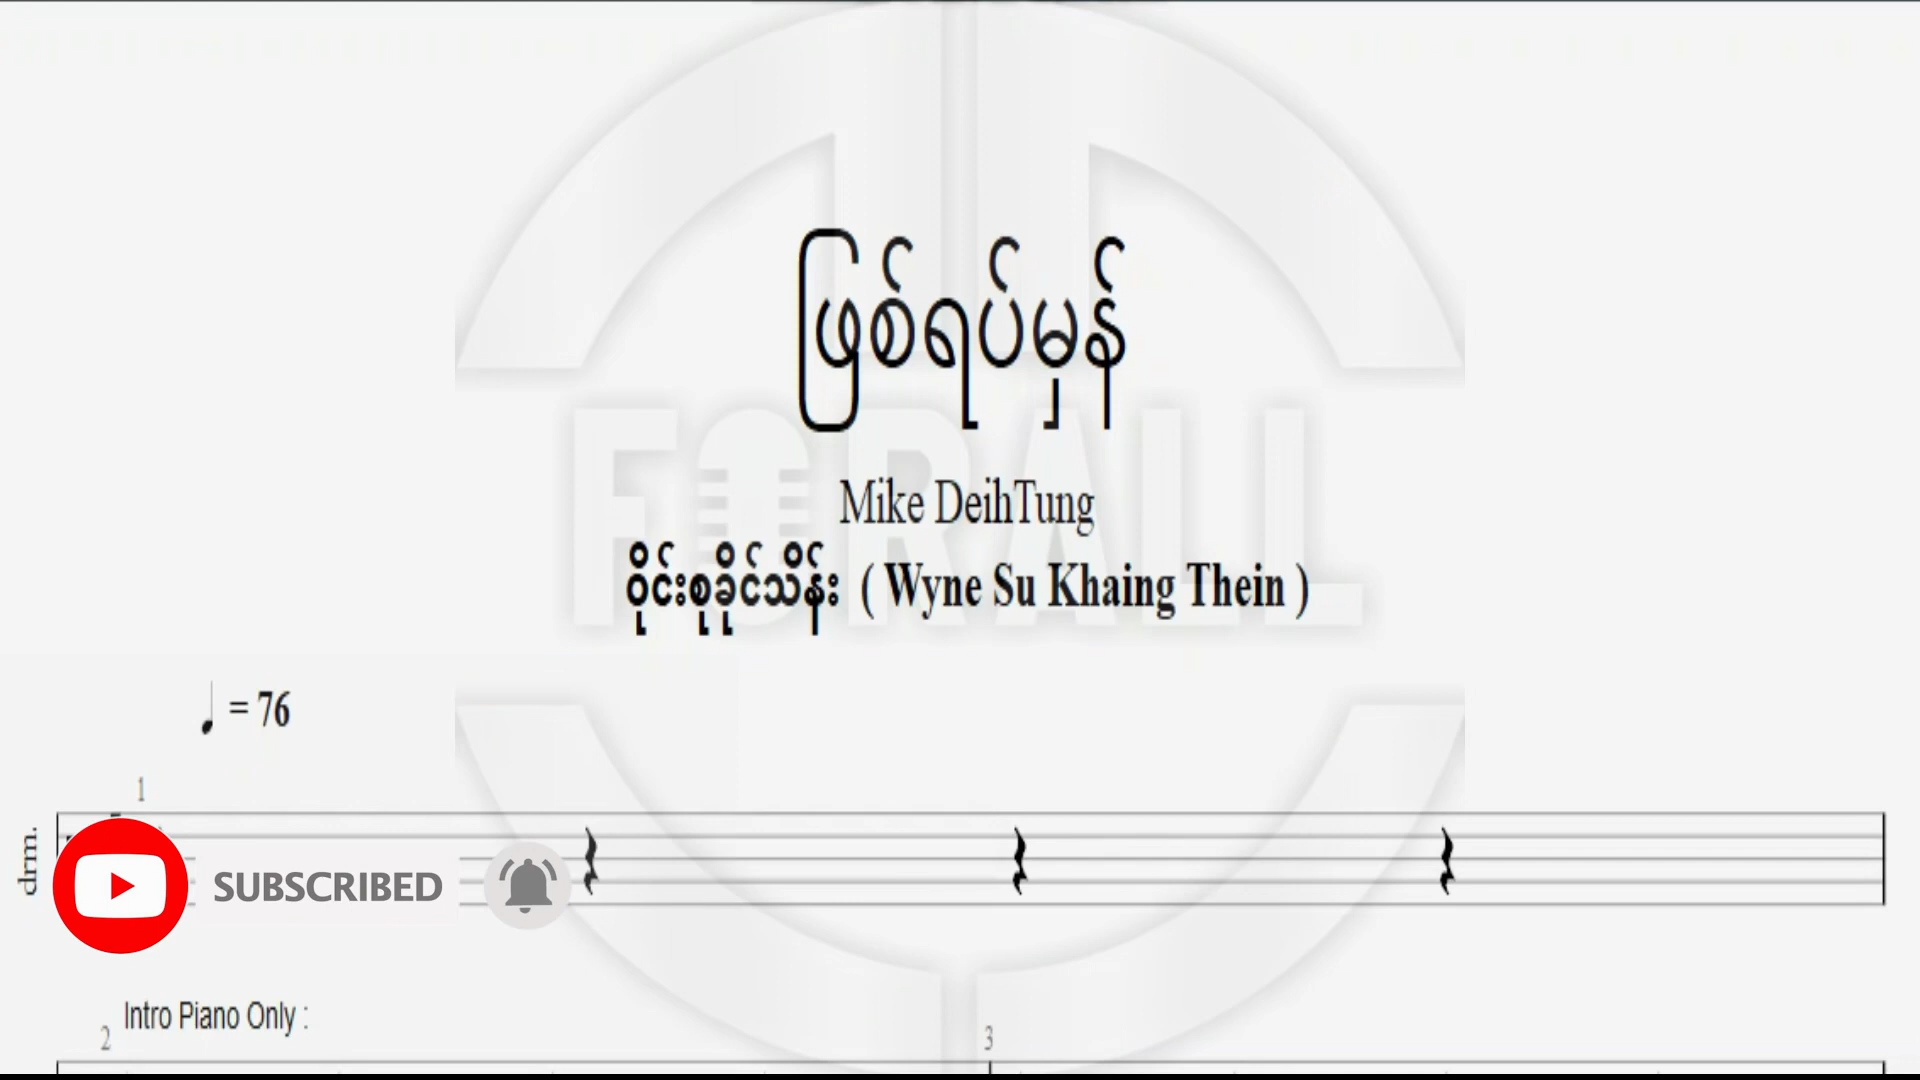 ဖြစ်ရပ်မှန်
Mike DeihTung
ဝိုင်းစုခိုင်သိန်း ( Wyne Su Khaing Thein )
FORALL
♩ = 76
1
drm.
SUBSCRIBED
Intro Piano Only :
2
3